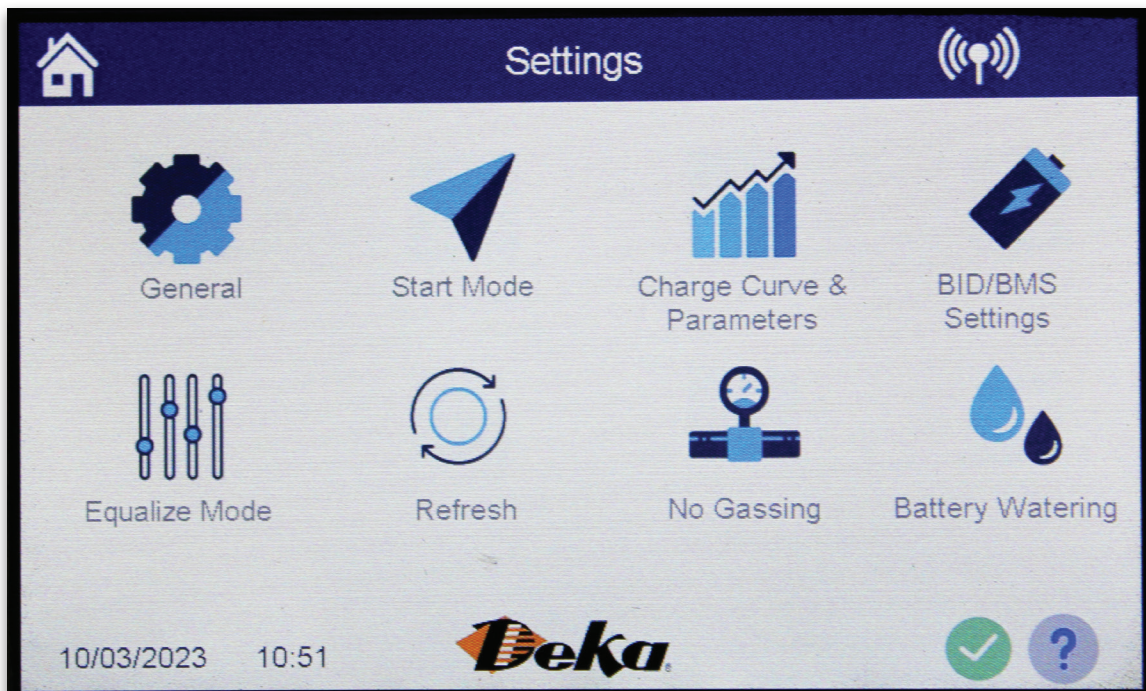 Settings
General
Start Mode
Charge Curve &
Parameters
BID/BMS
Settings
Equalize Mode
Refresh
No Gassing
Battery Watering
10/03/2023 10:51
Deka
?